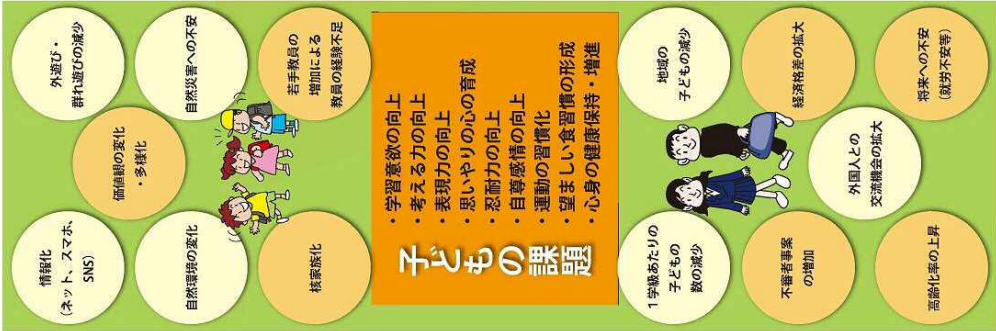 情報化
(ネット、スマホ、
SNS)
外遊び・
群れ遊びの減少
価値観の変化
・多様化
自然環境の変化
自然災害への不安
核家族化
若手教員の
増加による
教員の経験不足
子どもの課題
・学習意欲の向上
・考える力の向上
・表現力の向上
・思いやりの心の育成
・忍耐力の向上
・自尊感情の向上
・運動の習慣化
・望ましい食習慣の形成
・心身の健康保持・増進
1学級あたりの
子どもの
数の減少
地域の
子どもの減少
不審者事案
の増加
経済格差の拡大
外国人との
交流機会の拡大
高齢化率の上昇
将来への不安
(就労不安等)